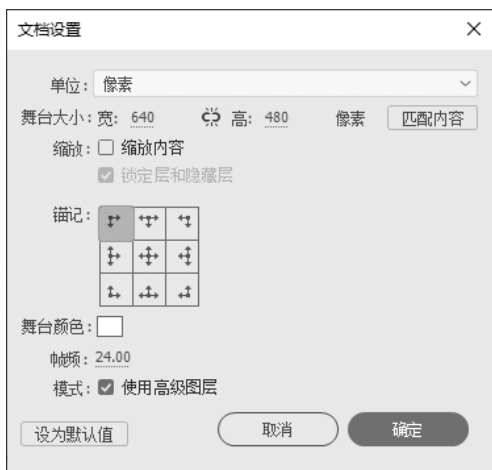 文档设置
单位: 像素
舞台大小: 宽: 640 高: 480 像素 匹配内容
缩放: 缩放内容
锁定层和隐藏层
锚记:
舞台颜色:
帧频: 24.00
模式: 使用高级图层
设为默认值 取消 确定